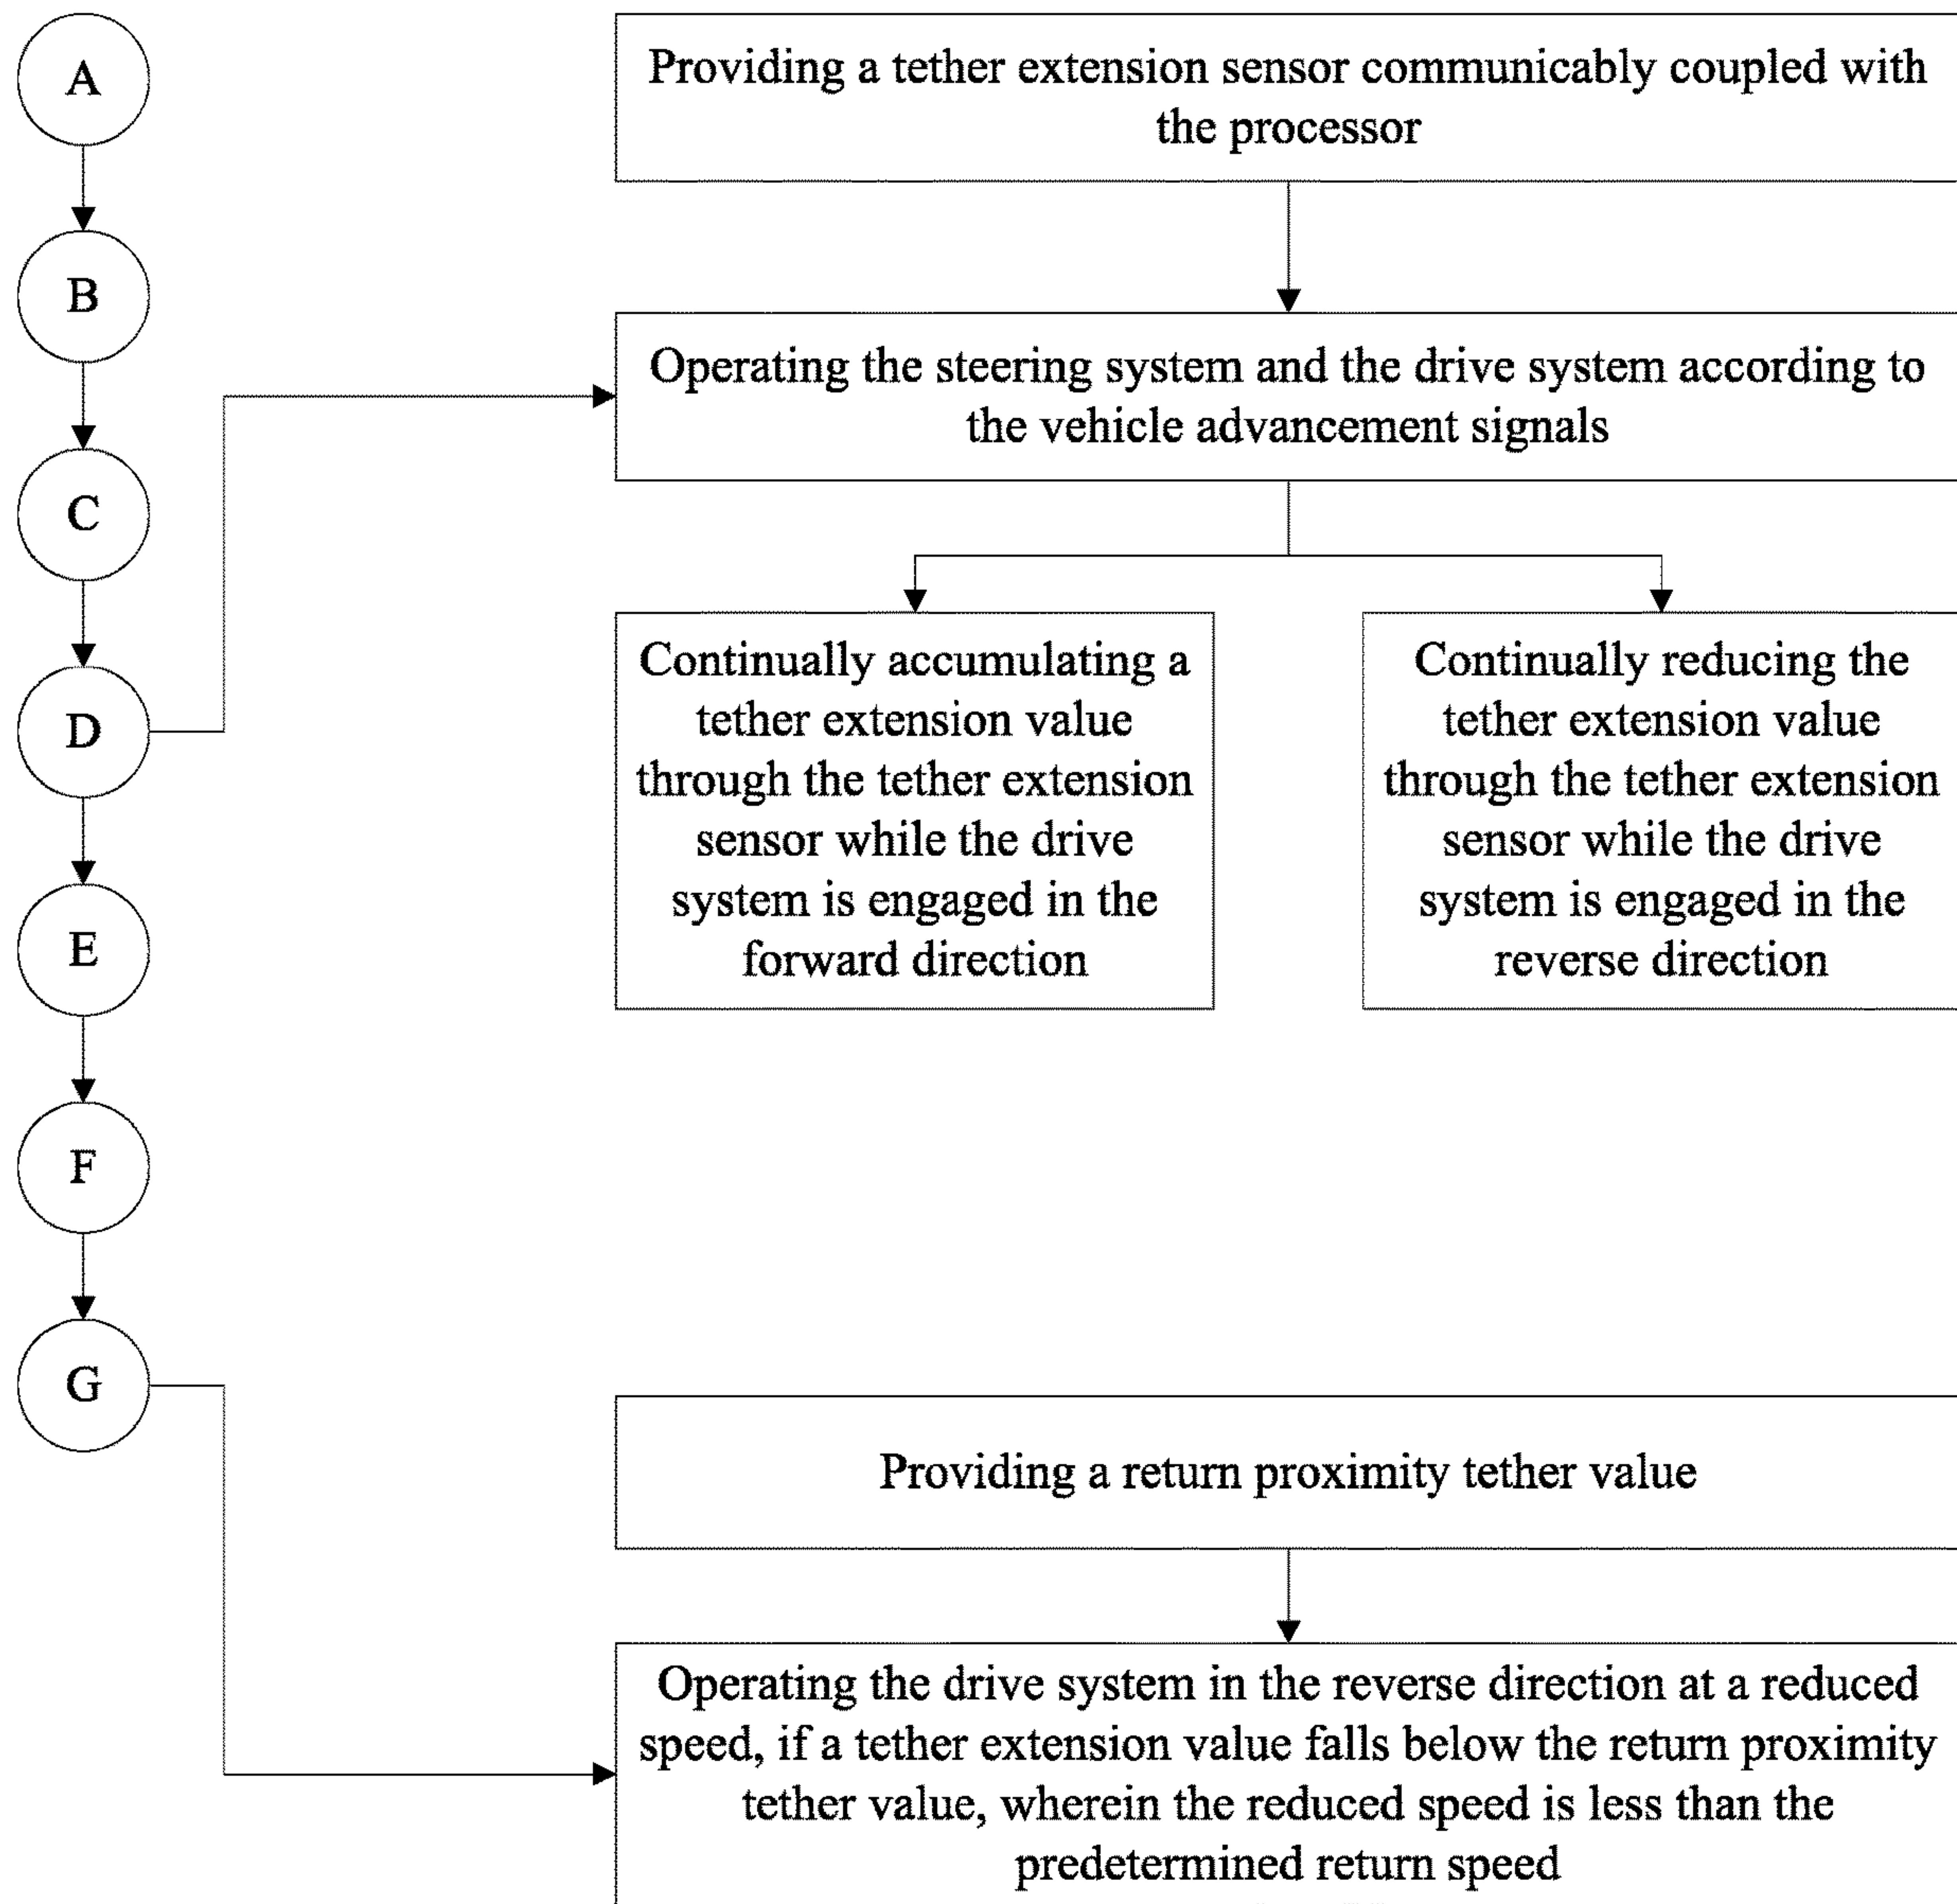 A
B
C
D
E
F
G
Providing a tether extension sensor communicably coupled with
the processor
Operating the steering system and the drive system according to
the vehicle advancement signals
Continually accumulating a
tether extension value
through the tether extension
sensor while the drive
system is engaged in the
forward direction
Continually reducing the
tether extension value
through the tether extension
sensor while the drive
system is engaged in the
reverse direction
Providing a return proximity tether value
Operating the drive system in the reverse direction at a reduced
speed, if a tether extension value falls below the return proximity
tether value, wherein the reduced speed is less than the
predetermined return speed